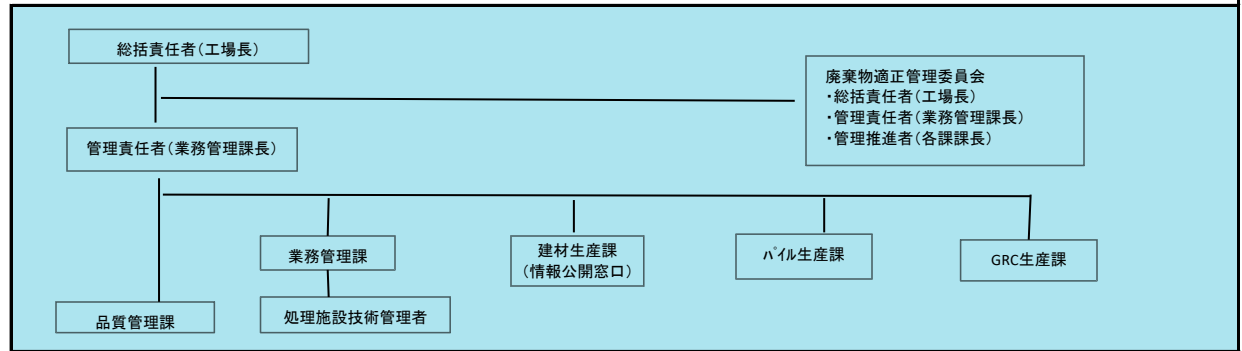 総括責任者(工場長)
廃棄物適正管理委員会
・総括責任者(工場長)
・管理責任者(業務管理課長)
・管理推進者(各課課長)
管理責任者(業務管理課長)
業務管理課
建材生産課
(情報公開窓口)
パイル生産課
GRC生産課
品質管理課
処理施設技術管理者